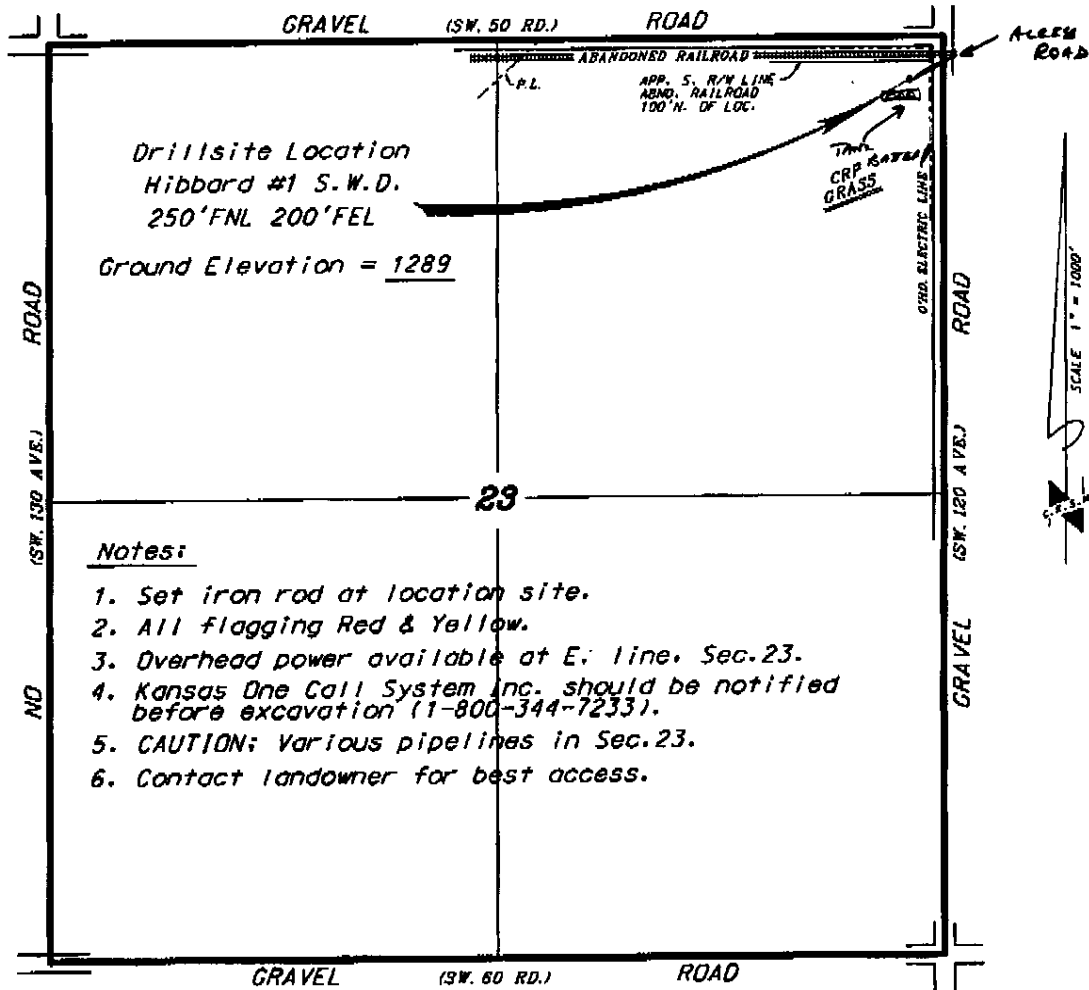 GRAVEL (SW. 50 RD.) ROAD
ACCESS
ROAD
ABANDONED RAILROAD
P.L.
APP. S. R/W LINE
ABND. RAILROAD
100'N. OF LOC.
Drillsite Location
Hibbard #1 S.W.D.
250'FNL 200'FEL
Ground Elevation = 1289
TANK
BATTERY
CRP
GRASS
O'HD. ELECTRIC LINE
NO (SW. 130 AVE.) ROAD
GRAVEL (SW. 120 AVE.) ROAD
SCALE 1" = 1000'
23
Notes:
1. Set iron rod at location site.
2. All flagging Red & Yellow.
3. Overhead power available at E. line, Sec.23.
4. Kansas One Call System Inc. should be notified
before excavation (1-800-344-7233).
5. CAUTION: Various pipelines in Sec.23.
6. Contact landowner for best access.
GRAVEL (SW. 60 RD.) ROAD